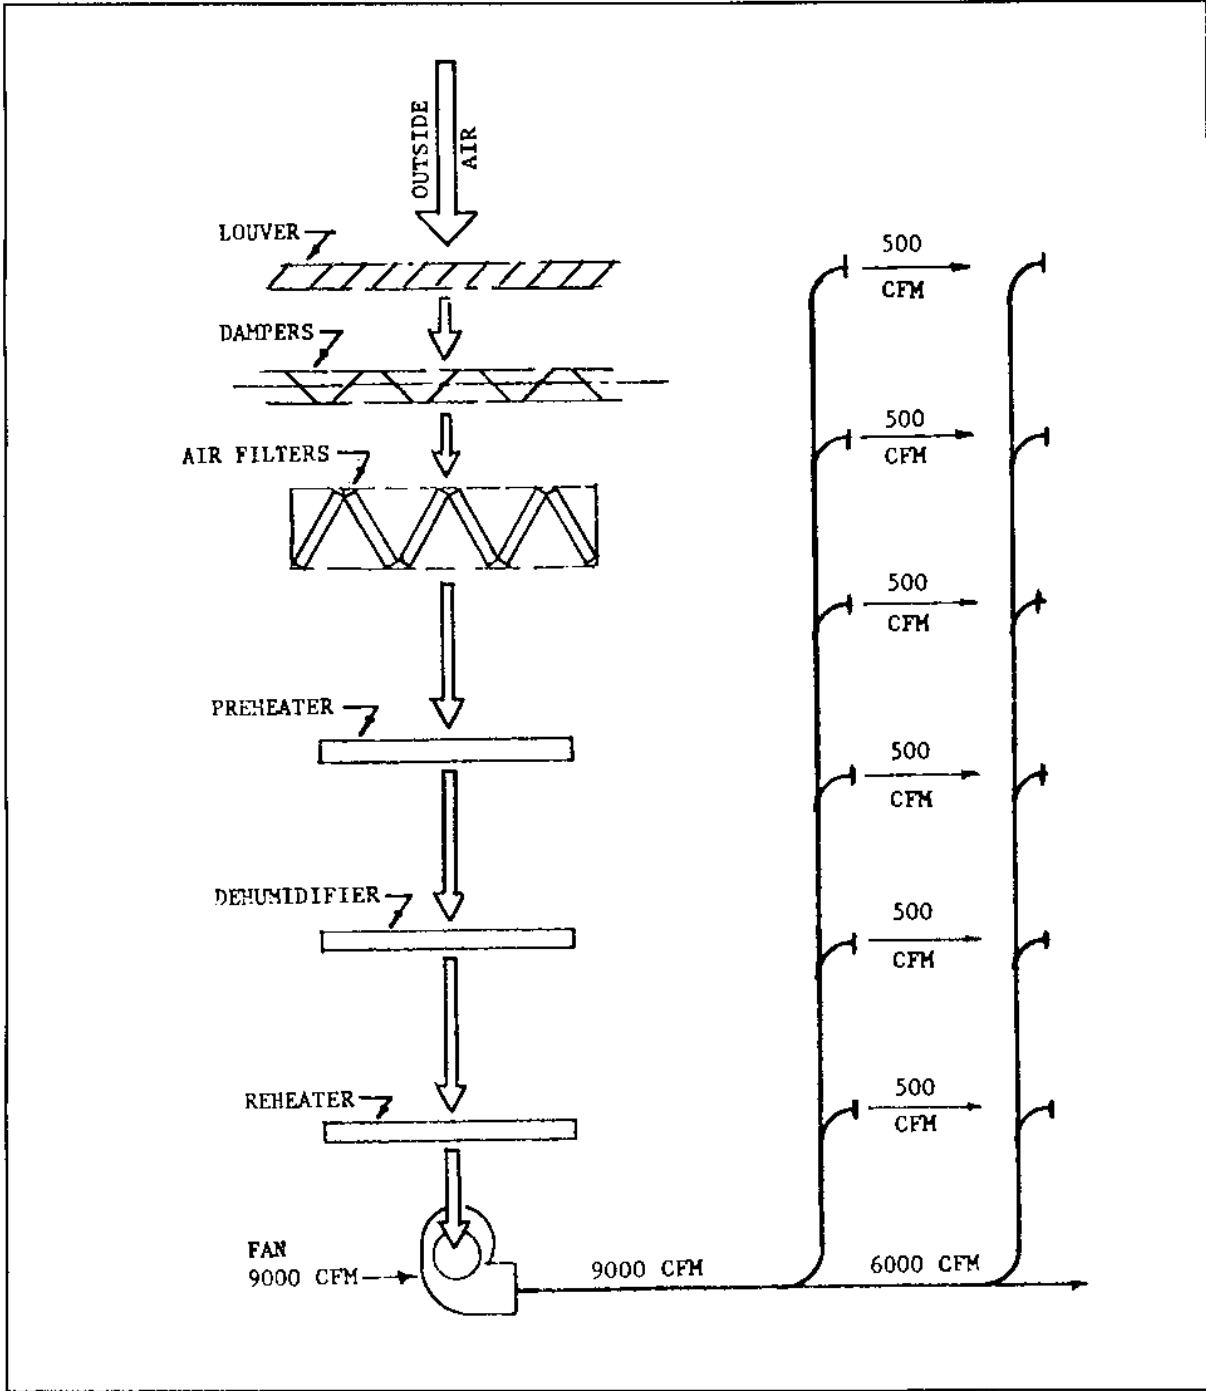 OUTSIDE
AIR
LOUVER
DAMPERS
AIR FILTERS
PREHEATER
DEHUMIDIFIER
REHEATER
FAN
9000 CFM
9000 CFM
6000 CFM
500
CFM
500
CFM
500
CFM
500
CFM
500
CFM
500
CFM